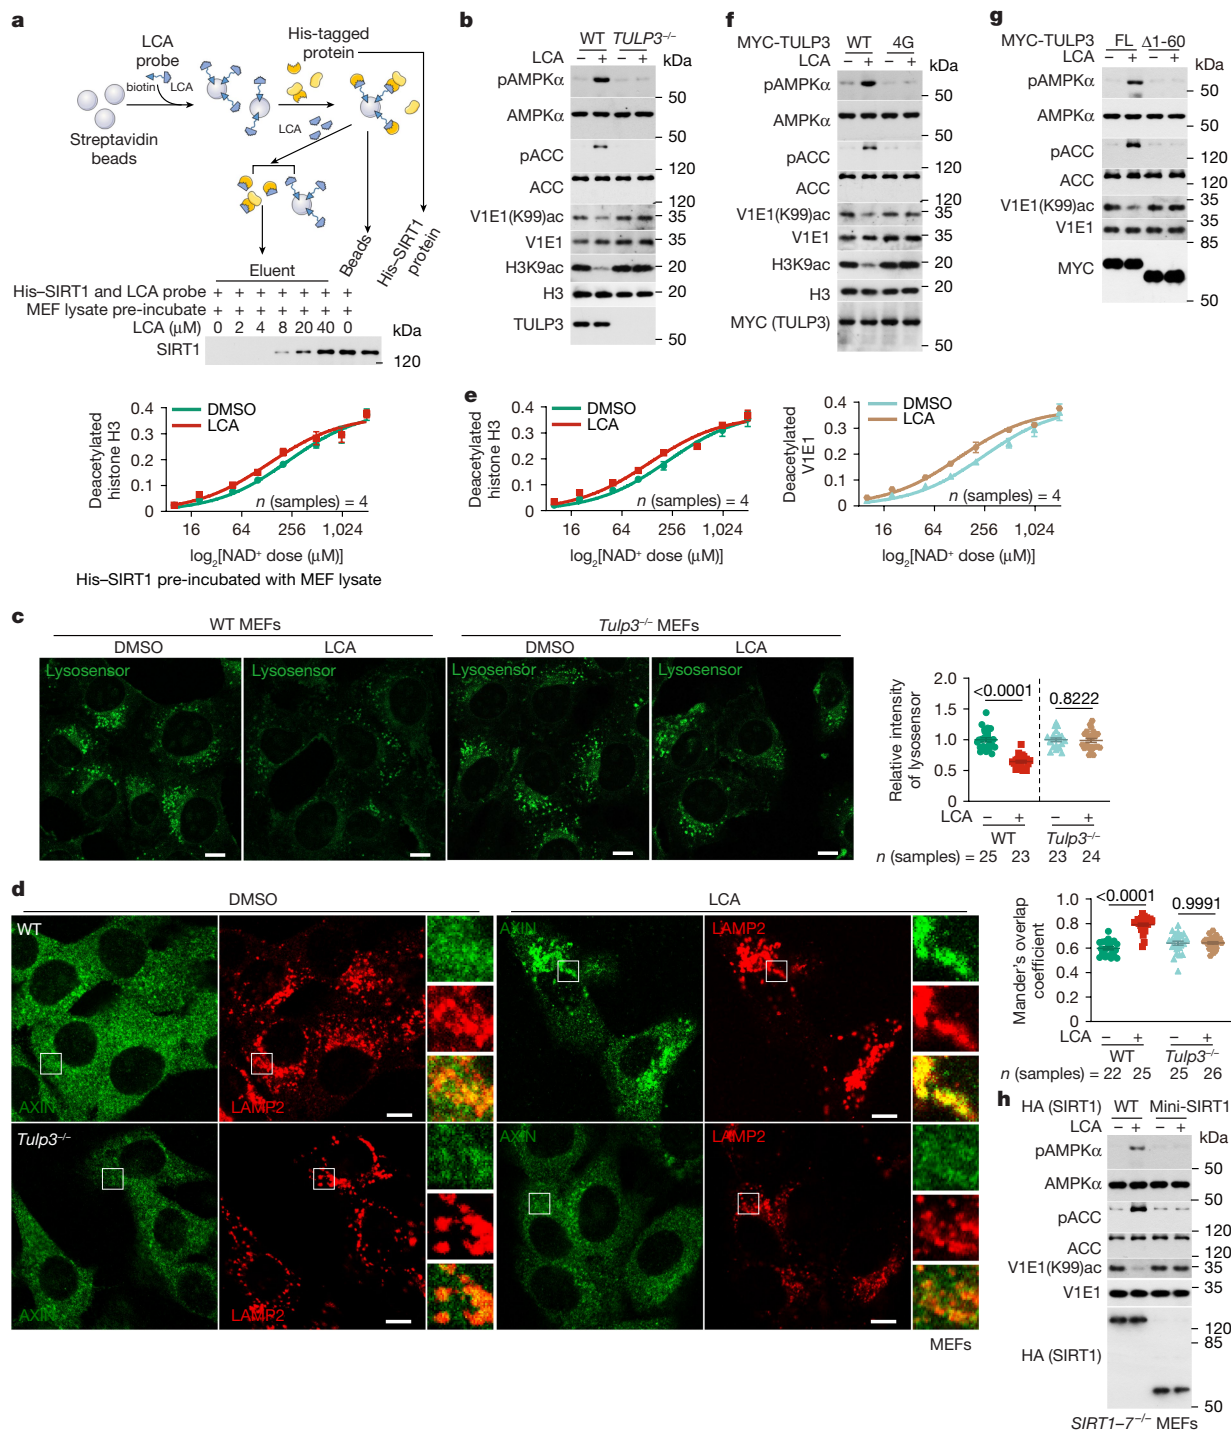 a
LCA probe
biotin
LCA
Streptavidin beads
His-tagged protein
LCA
Beads
His–SIRT1 protein
Eluent
His–SIRT1 and LCA probe + + + + + + +
MEF lysate pre-incubate + + + + + + +
LCA (μM) 0 2 4 8 20 40 0
kDa
SIRT1
120
Deacetylated histone H3
0.4
0.3
0.2
0.1
0
DMSO
LCA
n (samples) = 4
16 64 256 1,024
log2[NAD+ dose (μM)]
His–SIRT1 pre-incubated with MEF lysate
b
WT TULP3–/–
LCA – + – + kDa
pAMPKα
50
AMPKα
50
pACC
120
ACC
120
V1E1(K99)ac 35
V1E1 35
H3K9ac 20
H3 20
TULP3
50
f
MYC-TULP3 WT 4G
LCA – + – + kDa
pAMPKα
50
AMPKα
50
pACC
120
ACC
120
V1E1(K99)ac 35
V1E1 35
H3K9ac 20
H3 20
MYC (TULP3)
50
g
MYC-TULP3 FL Δ1-60
LCA – + – + kDa
pAMPKα
50
AMPKα
50
pACC
120
ACC
120
V1E1(K99)ac 35
V1E1 35
85
MYC
50
e
Deacetylated histone H3
0.4
0.3
0.2
0.1
0
DMSO
LCA
n (samples) = 4
16 64 256 1,024
log2[NAD+ dose (μM)]
Deacetylated V1E1
0.4
0.3
0.2
0.1
0
DMSO
LCA
n (samples) = 4
16 64 256 1,024
log2[NAD+ dose (μM)]
c
WT MEFs
Tulp3–/– MEFs
DMSO LCA DMSO LCA
Lysosensor Lysosensor Lysosensor Lysosensor
Relative intensity of lysosensor
2.0
1.5
1.0
0.5
0
<0.0001
0.8222
LCA – + – +
WT Tulp3–/–
n (samples) = 25 23 23 24
d
DMSO LCA
WT
AXIN LAMP2 AXIN LAMP2
Tulp3–/–
AXIN LAMP2 AXIN LAMP2
MEFs
Mander's overlap coefficient
1.0
0.8
0.6
0.4
0.2
0
<0.0001
0.9991
LCA – + – +
WT Tulp3–/–
n (samples) = 22 25 25 26
h
HA (SIRT1) WT Mini-SIRT1
LCA – + – + kDa
pAMPKα
50
AMPKα
50
pACC
120
ACC
120
V1E1(K99)ac 35
V1E1 35
120
85
HA (SIRT1)
50
SIRT1–7–/– MEFs